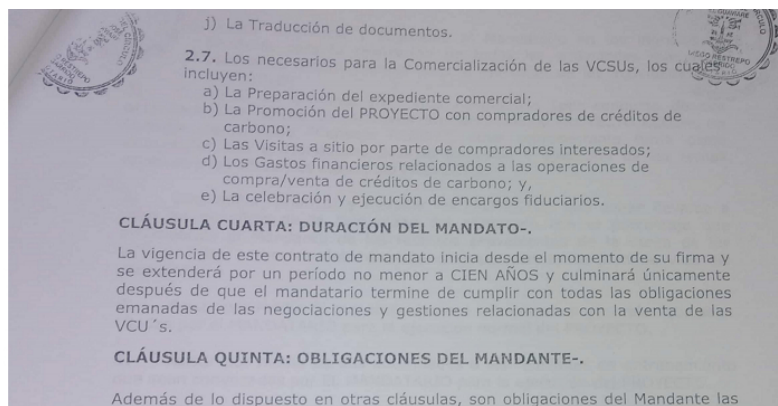 j) La Traducción de documentos.
2.7. Los necesarios para la Comercialización de las VCSUs, los cuales
incluyen:
a) La Preparación del expediente comercial;
b) La Promoción del PROYECTO con compradores de créditos de
carbono;
c) Las Visitas a sitio por parte de compradores interesados;
d) Los Gastos financieros relacionados a las operaciones de
compra/venta de créditos de carbono; y,
e) La celebración y ejecución de encargos fiduciarios.
CLÁUSULA CUARTA: DURACIÓN DEL MANDATO-.
La vigencia de este contrato de mandato inicia desde el momento de su firma y
se extenderá por un período no menor a CIEN AÑOS y culminará únicamente
después de que el mandatario termine de cumplir con todas las obligaciones
emanadas de las negociaciones y gestiones relacionadas con la venta de las
VCU´s.
CLÁUSULA QUINTA: OBLIGACIONES DEL MANDANTE-.
Además de lo dispuesto en otras cláusulas, son obligaciones del Mandante las